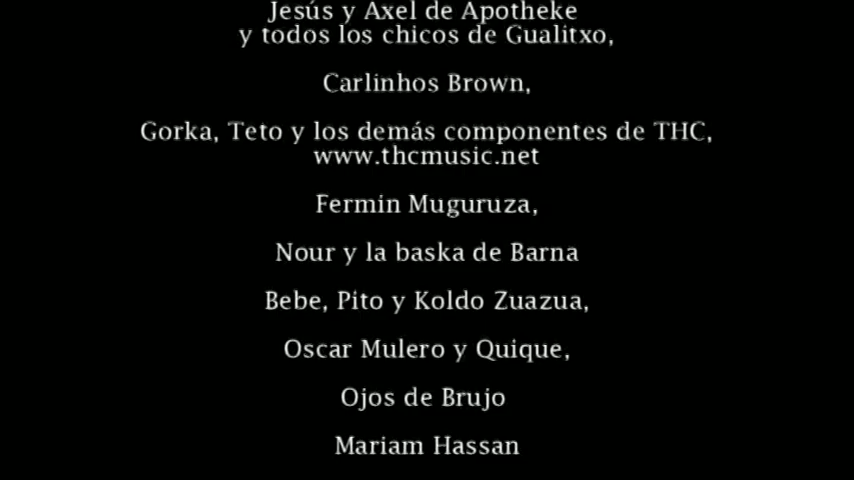 Jesús y Axel de Apotheke
y todos los chicos de Gualitxo,
Carlinhos Brown,
Gorka, Teto y los demás componentes de THC,
www.thcmusic.net
Fermin Muguruza,
Nour y la baska de Barna
Bebe, Pito y Koldo Zuazua,
Oscar Mulero y Quique,
Ojos de Brujo
Mariam Hassan